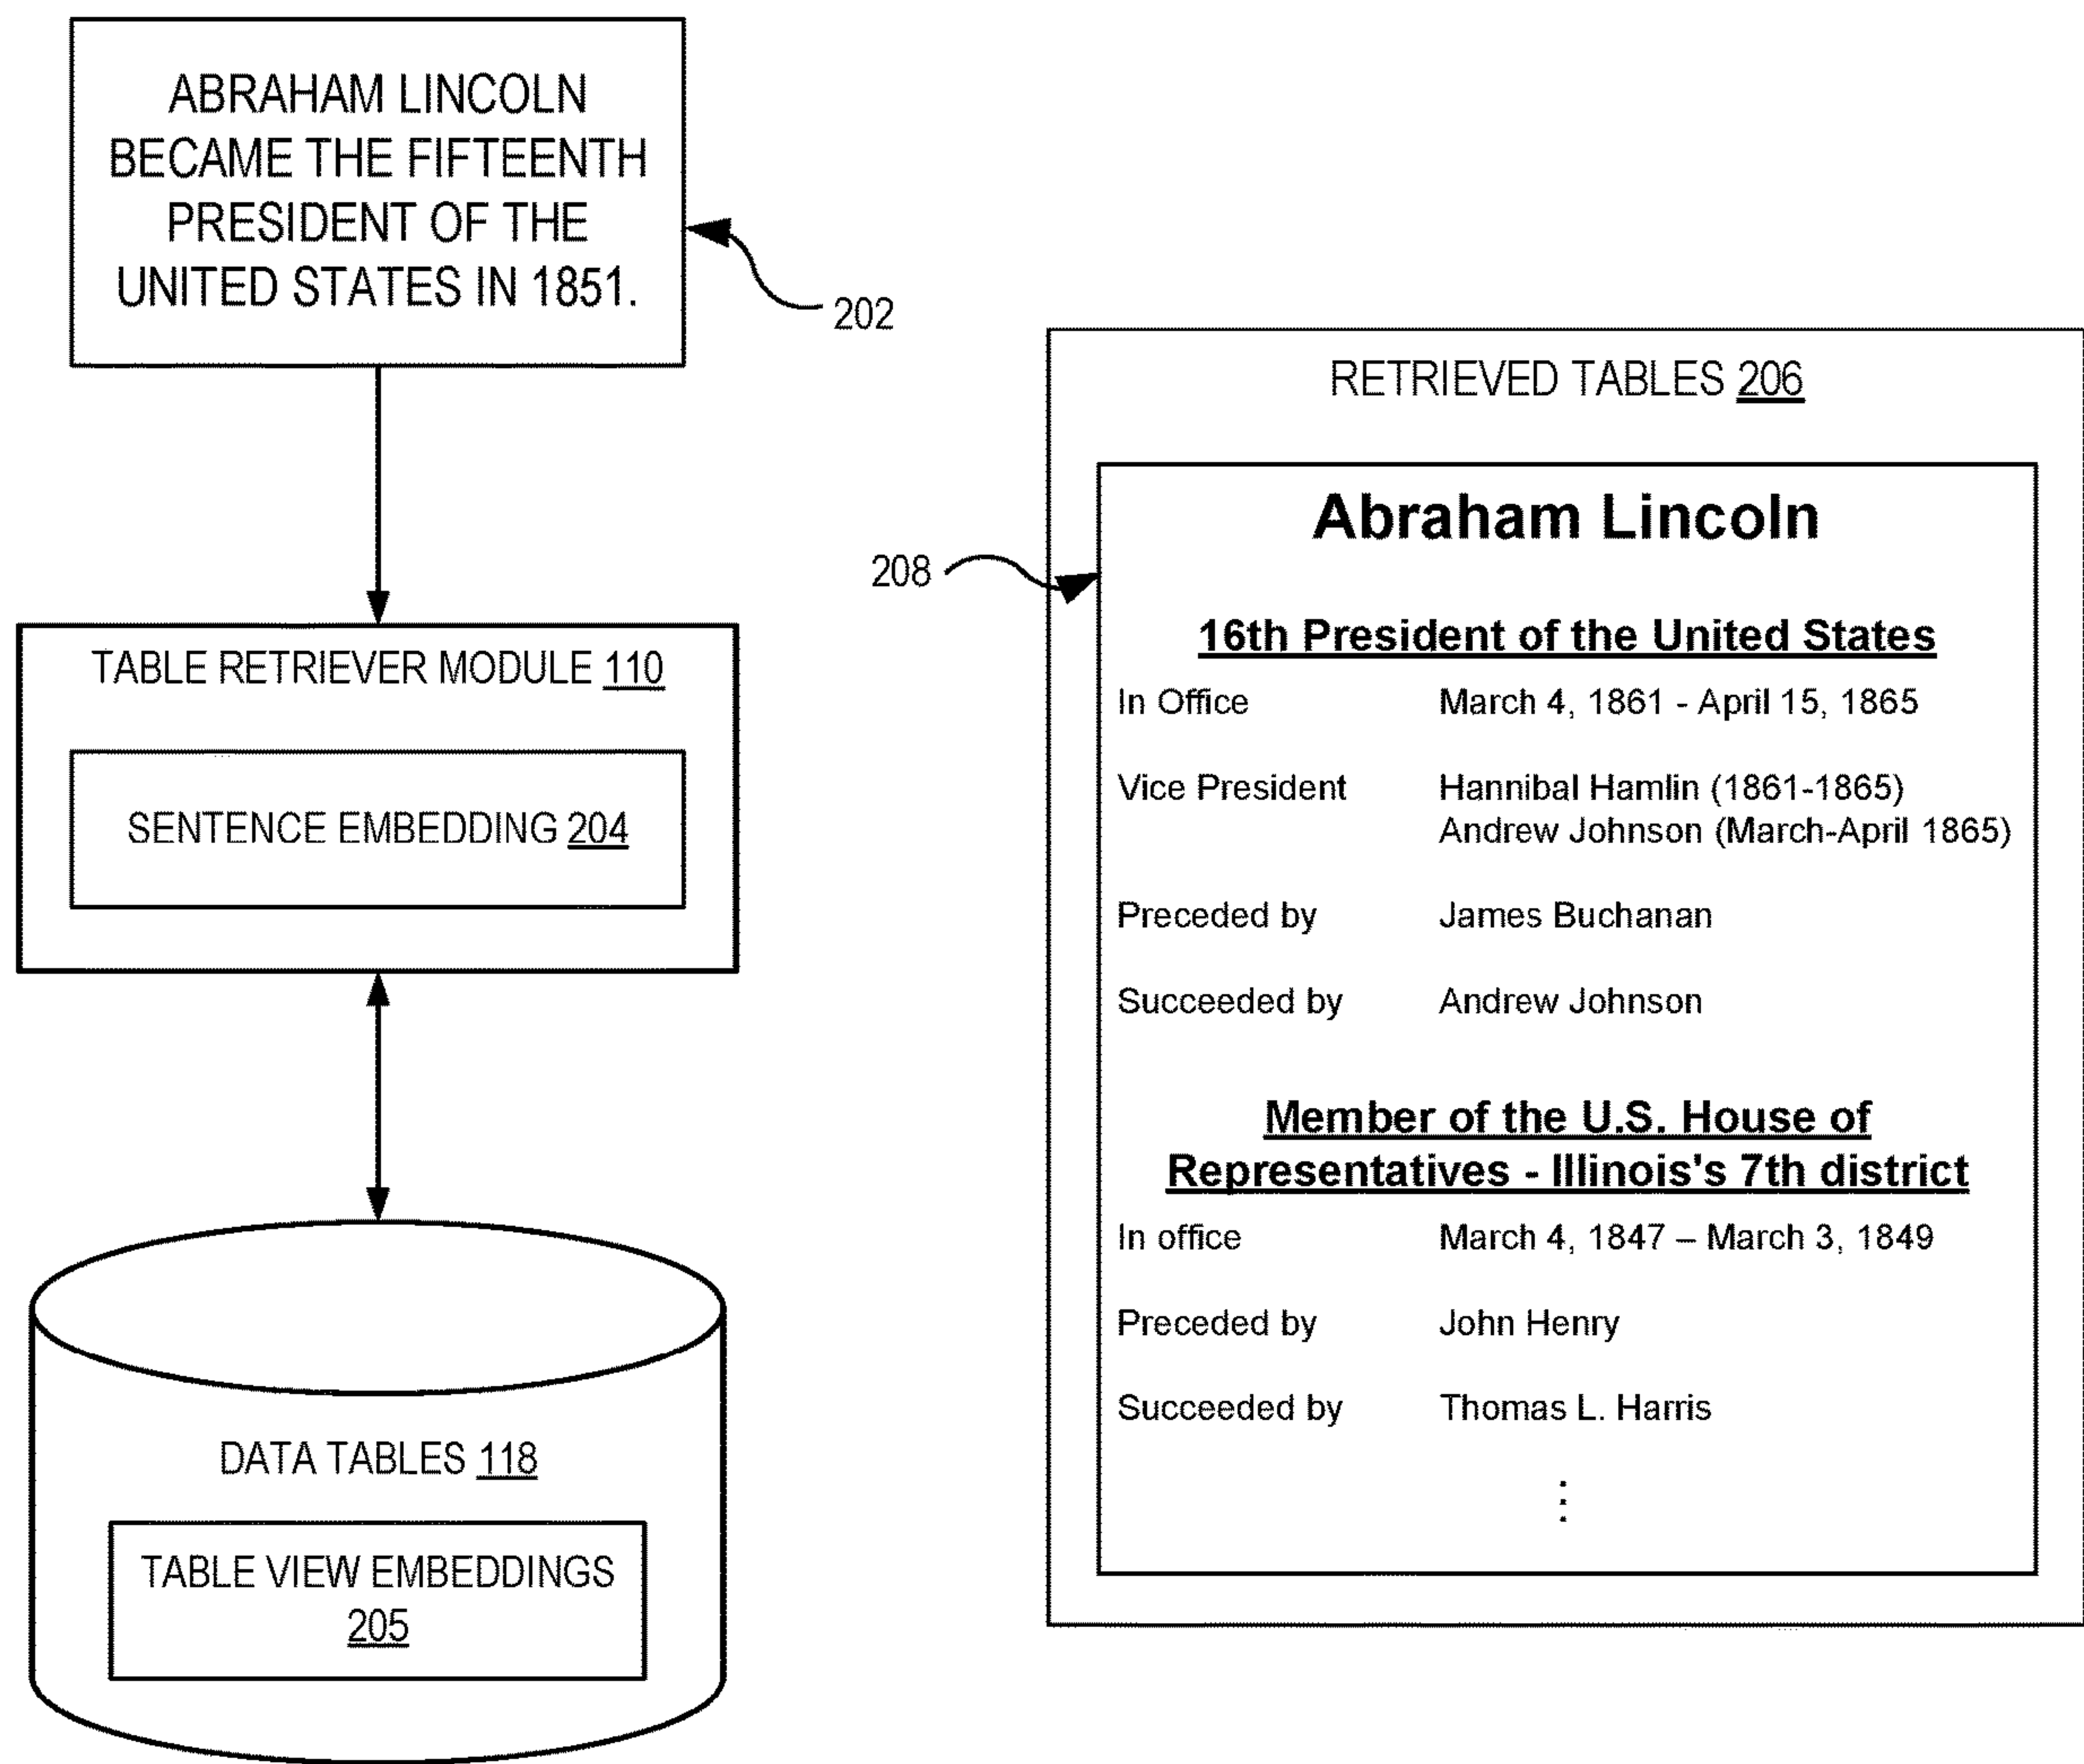 ABRAHAM LINCOLN
BECAME THE FIFTEENTH
PRESIDENT OF THE
UNITED STATES IN 1851.
202
TABLE RETRIEVER MODULE 110
SENTENCE EMBEDDING 204
DATA TABLES 118
TABLE VIEW EMBEDDINGS
205
RETRIEVED TABLES 206
208
Abraham Lincoln
16th President of the United States
In Office March 4, 1861 - April 15, 1865
Vice President Hannibal Hamlin (1861-1865)
Andrew Johnson (March-April 1865)
Preceded by James Buchanan
Succeeded by Andrew Johnson
Member of the U.S. House of
Representatives - Illinois's 7th district
In office March 4, 1847 – March 3, 1849
Preceded by John Henry
Succeeded by Thomas L. Harris
⋮